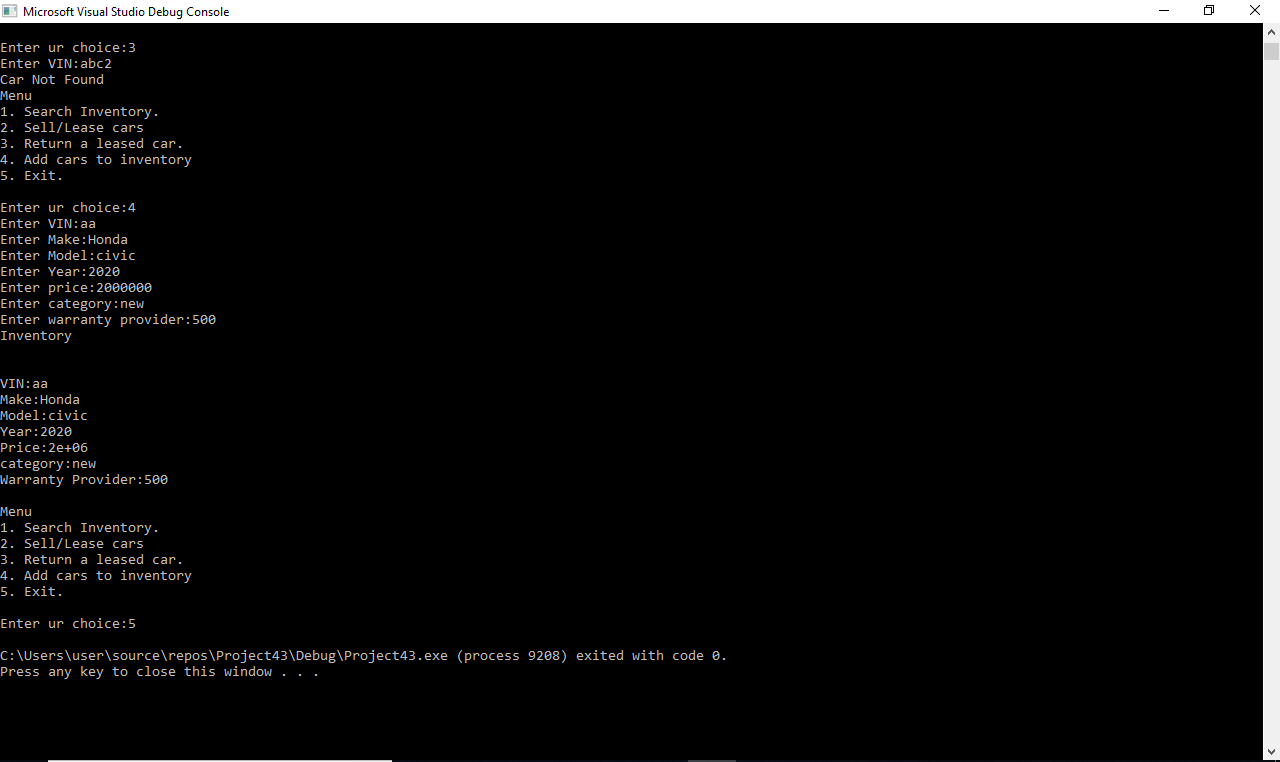 Microsoft Visual Studio Debug Console
Enter ur choice:3
Enter VIN:abc2
Car Not Found
Menu
1. Search Inventory.
2. Sell/Lease cars
3. Return a leased car.
4. Add cars to inventory
5. Exit.
Enter ur choice:4
Enter VIN:aa
Enter Make:Honda
Enter Model:civic
Enter Year:2020
Enter price:2000000
Enter category:new
Enter warranty provider:500
Inventory
VIN:aa
Make:Honda
Model:civic
Year:2020
Price:2e+06
category:new
Warranty Provider:500
Menu
1. Search Inventory.
2. Sell/Lease cars
3. Return a leased car.
4. Add cars to inventory
5. Exit.
Enter ur choice:5
C:\Users\user\source\repos\Project43\Debug\Project43.exe (process 9208) exited with code 0.
Press any key to close this window . . .